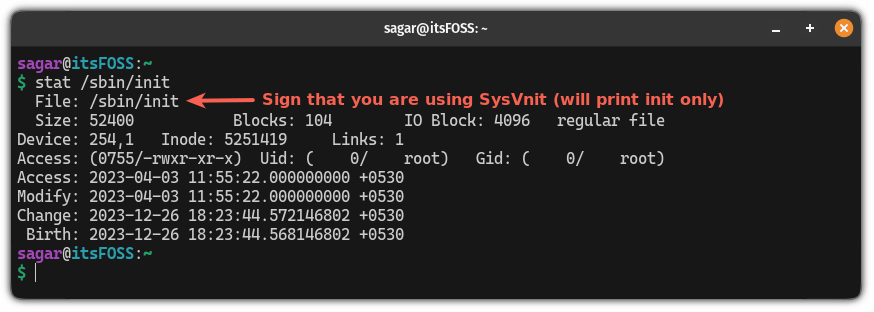 sagar@itsFOSS: ~
sagar@itsFOSS:~
$ stat /sbin/init
  File: /sbin/init Sign that you are using SysVnit (will print init only)
  Size: 52400           Blocks: 104        IO Block: 4096   regular file
Device: 254,1   Inode: 5251419     Links: 1
Access: (0755/-rwxr-xr-x)  Uid: (    0/    root)   Gid: (    0/    root)
Access: 2023-04-03 11:55:22.000000000 +0530
Modify: 2023-04-03 11:55:22.000000000 +0530
Change: 2023-12-26 18:23:44.572146802 +0530
 Birth: 2023-12-26 18:23:44.568146802 +0530
sagar@itsFOSS:~
$